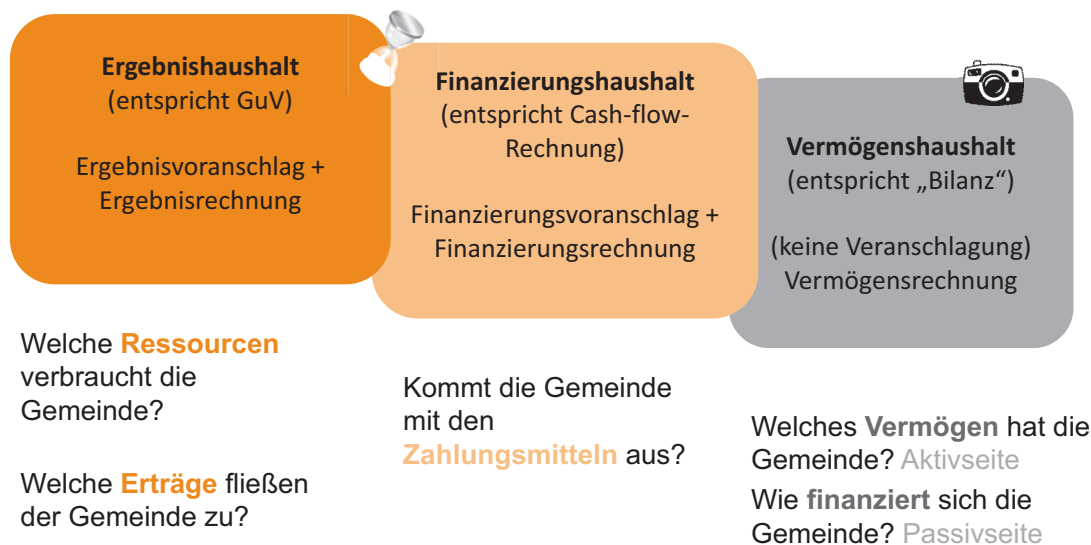 Ergebnishaushalt
(entspricht GuV)
Ergebnisvoranschlag +
Ergebnisrechnung
Finanzierungshaushalt
(entspricht Cash-flow-
Rechnung)
Finanzierungsvoranschlag +
Finanzierungsrechnung
Vermögenshaushalt
(entspricht „Bilanz“)
(keine Veranschlagung)
Vermögensrechnung
Welche Ressourcen
verbraucht die
Gemeinde?
Welche Erträge fließen
der Gemeinde zu?
Kommt die Gemeinde
mit den
Zahlungsmitteln aus?
Welches Vermögen hat die
Gemeinde? Aktivseite
Wie finanziert sich die
Gemeinde? Passivseite